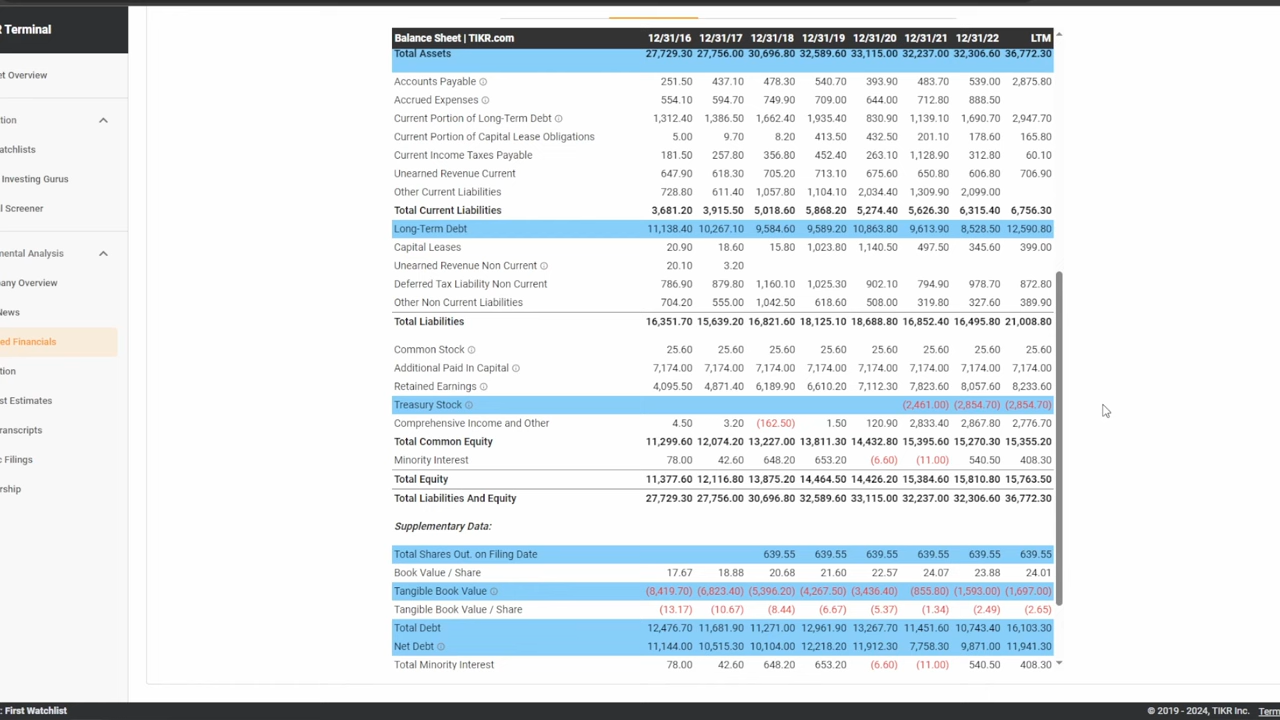 R Terminal
et Overview
tion
atchlists
Investing Gurus
l Screener
mental Analysis
any Overview
News
ed Financials
tion
st Estimates
ranscripts
c Filings
rship
Balance Sheet | TIKR.com 12/31/16 12/31/17 12/31/18 12/31/19 12/31/20 12/31/21 12/31/22 LTM
Total Assets 27,729.30 27,756.00 30,696.80 32,589.60 33,115.00 32,237.00 32,306.60 36,772.30
Accounts Payable 251.50 437.10 478.30 540.70 393.90 483.70 539.00 2,875.80
Accrued Expenses 554.10 594.70 749.90 709.00 644.00 712.80 888.50
Current Portion of Long-Term Debt 1,312.40 1,386.50 1,662.40 1,935.40 830.90 1,139.10 1,690.70 2,947.70
Current Portion of Capital Lease Obligations 5.00 9.70 8.20 413.50 432.50 201.10 178.60 165.80
Current Income Taxes Payable 181.50 257.80 356.80 452.40 263.10 1,128.90 312.80 60.10
Unearned Revenue Current 647.90 618.30 705.20 713.10 675.60 650.80 606.80 706.90
Other Current Liabilities 728.80 611.40 1,057.80 1,104.10 2,034.40 1,309.90 2,099.00
Total Current Liabilities 3,681.20 3,915.50 5,018.60 5,868.20 5,274.40 5,626.30 6,315.40 6,756.30
Long-Term Debt 11,138.40 10,267.10 9,584.60 9,589.20 10,863.80 9,613.90 8,528.50 12,590.80
Capital Leases 20.90 18.60 15.80 1,023.80 1,140.50 497.50 345.60 399.00
Unearned Revenue Non Current 20.10 3.20
Deferred Tax Liability Non Current 786.90 879.80 1,160.10 1,025.30 902.10 794.90 978.70 872.80
Other Non Current Liabilities 704.20 555.00 1,042.50 618.60 508.00 319.80 327.60 389.90
Total Liabilities 16,351.70 15,639.20 16,821.60 18,125.10 18,688.80 16,852.40 16,495.80 21,008.80
Common Stock 25.60 25.60 25.60 25.60 25.60 25.60 25.60 25.60
Additional Paid In Capital 7,174.00 7,174.00 7,174.00 7,174.00 7,174.00 7,174.00 7,174.00 7,174.00
Retained Earnings 4,095.50 4,871.40 6,189.90 6,610.20 7,112.30 7,823.60 8,057.60 8,233.60
Treasury Stock (2,461.00) (2,854.70) (2,854.70)
Comprehensive Income and Other 4.50 3.20 (162.50) 1.50 120.90 2,833.40 2,867.80 2,776.70
Total Common Equity 11,299.60 12,074.20 13,227.00 13,811.30 14,432.80 15,395.60 15,270.30 15,355.20
Minority Interest 78.00 42.60 648.20 653.20 (6.60) (11.00) 540.50 408.30
Total Equity 11,377.60 12,116.80 13,875.20 14,464.50 14,426.20 15,384.60 15,810.80 15,763.50
Total Liabilities And Equity 27,729.30 27,756.00 30,696.80 32,589.60 33,115.00 32,237.00 32,306.60 36,772.30
Supplementary Data:
Total Shares Out. on Filing Date 639.55 639.55 639.55 639.55 639.55 639.55
Book Value / Share 17.67 18.88 20.68 21.60 22.57 24.07 23.88 24.01
Tangible Book Value (8,419.70) (6,823.40) (5,396.20) (4,267.50) (3,436.40) (855.80) (1,593.00) (1,697.00)
Tangible Book Value / Share (13.17) (10.67) (8.44) (6.67) (5.37) (1.34) (2.49) (2.65)
Total Debt 12,476.70 11,681.90 11,271.00 12,961.90 13,267.70 11,451.60 10,743.40 16,103.30
Net Debt 11,144.00 10,515.30 10,104.00 12,218.20 11,912.30 7,758.30 9,871.00 11,941.30
Total Minority Interest 78.00 42.60 648.20 653.20 (6.60) (11.00) 540.50 408.30
: First Watchlist
© 2019 - 2024, TIKR Inc. Term